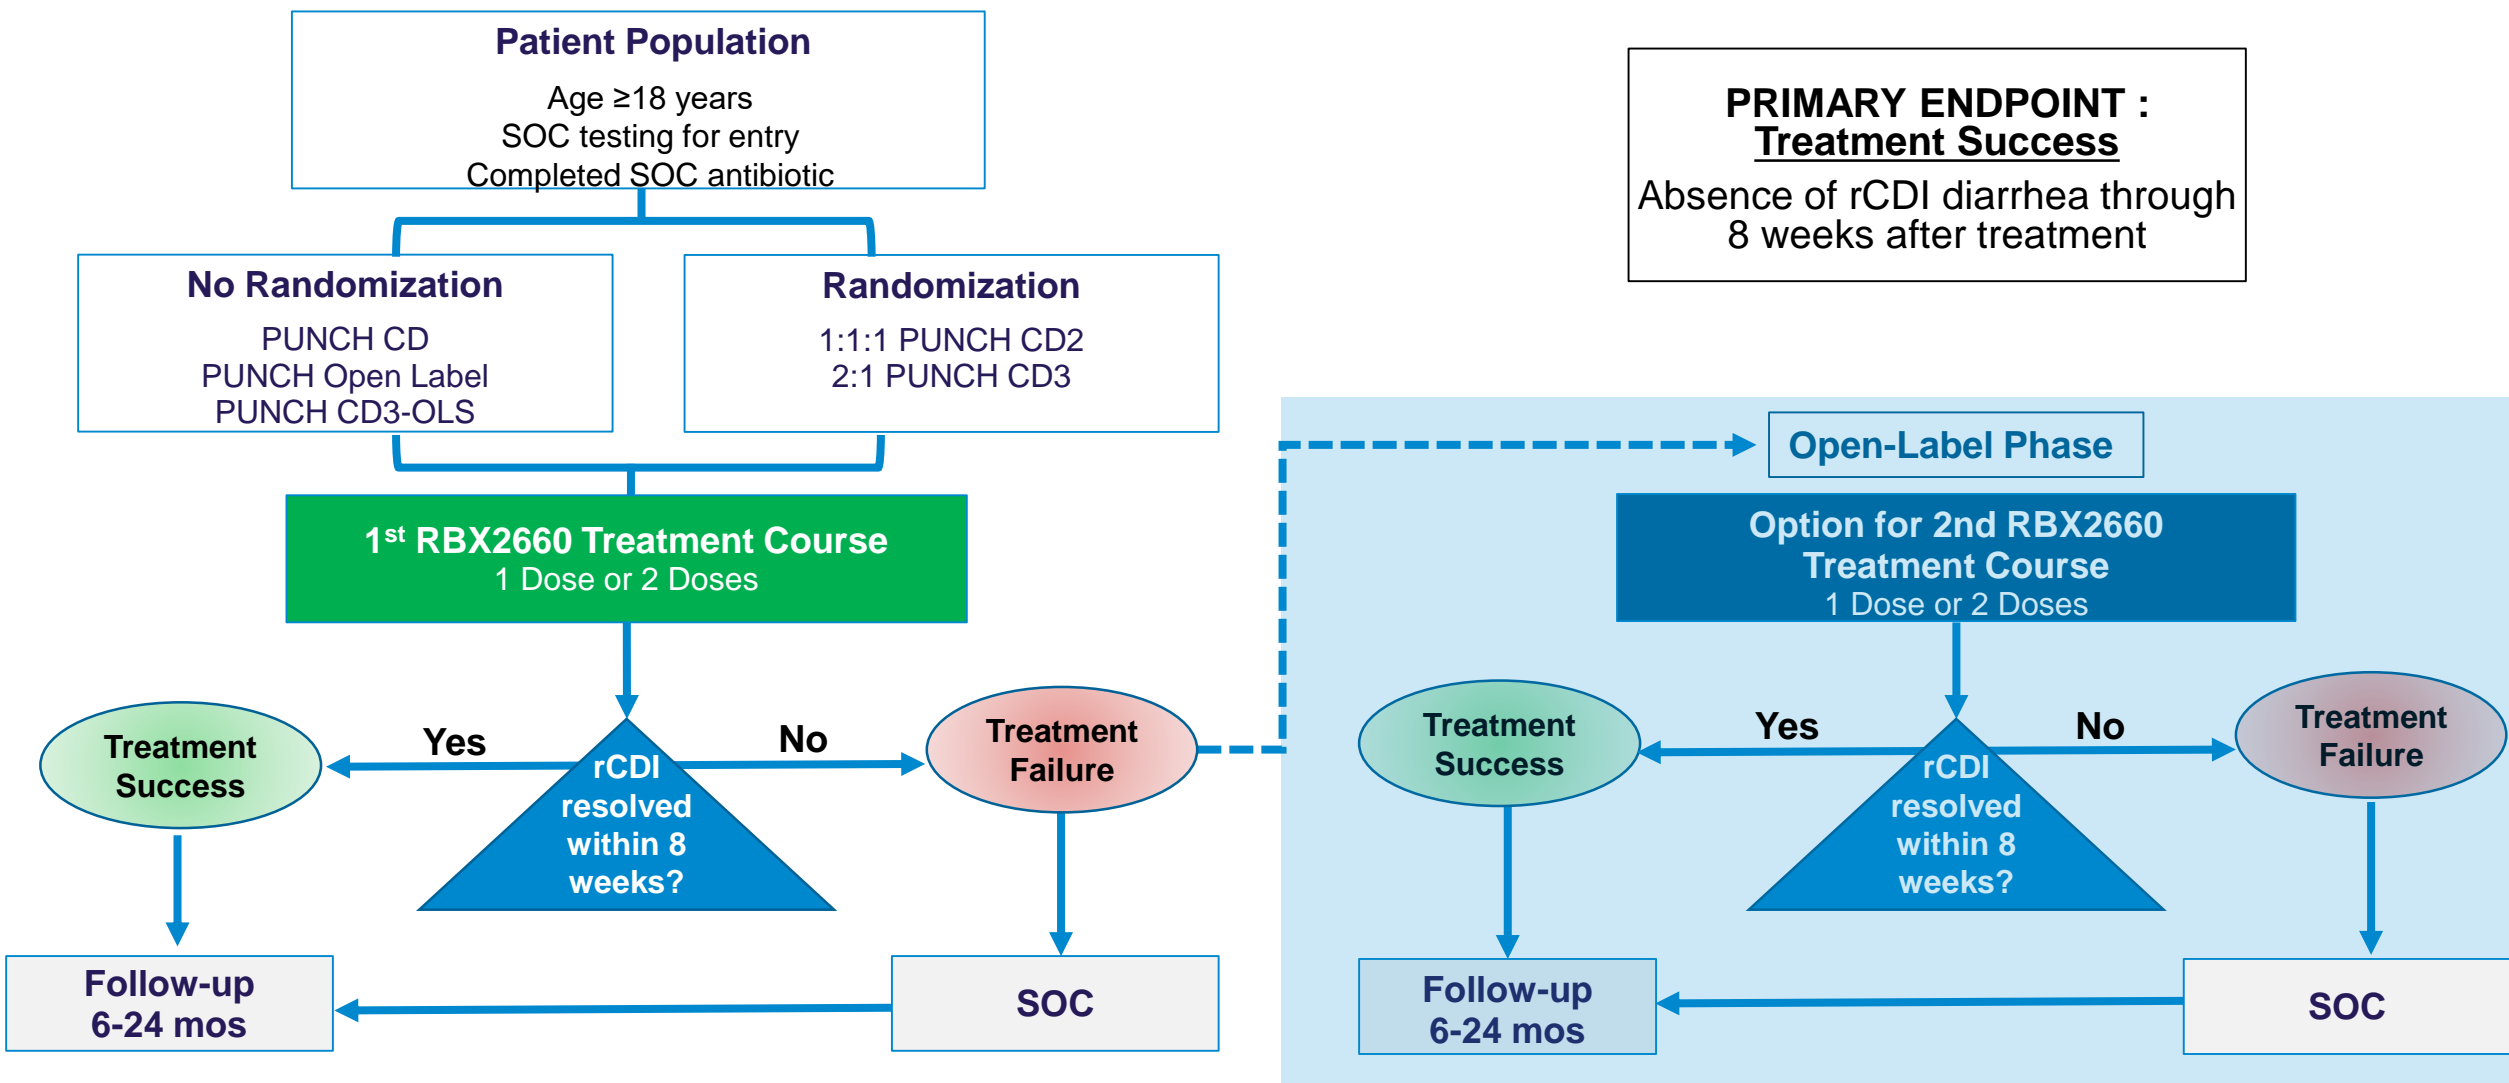 Patient Population
Age ≥18 years
SOC testing for entry
Completed SOC antibiotic
PRIMARY ENDPOINT :
Treatment Success
Absence of rCDI diarrhea through
8 weeks after treatment
No Randomization
PUNCH CD
PUNCH Open Label
PUNCH CD3-OLS
Randomization
1:1:1 PUNCH CD2
2:1 PUNCH CD3
1st RBX2660 Treatment Course
1 Dose or 2 Doses
Treatment
Success
Yes
rCDI
resolved
within 8
weeks?
No
Treatment
Failure
Follow-up
6-24 mos
SOC
Open-Label Phase
Option for 2nd RBX2660
Treatment Course
1 Dose or 2 Doses
Treatment
Success
Yes
rCDI
resolved
within 8
weeks?
No
Treatment
Failure
Follow-up
6-24 mos
SOC